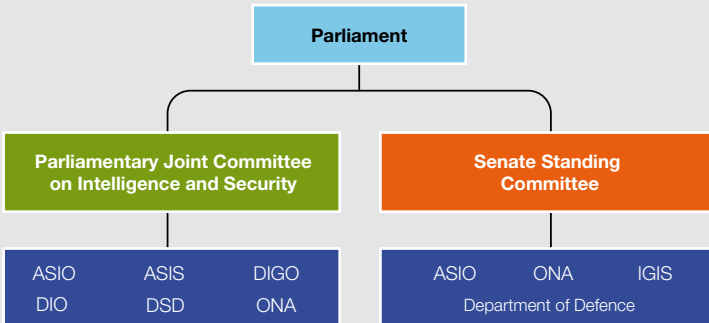 Parliament
Parliamentary Joint Committee
on Intelligence and Security
Senate Standing
Committee
ASIO ASIS DIGO
DIO DSD ONA
ASIO ONA IGIS
Department of Defence